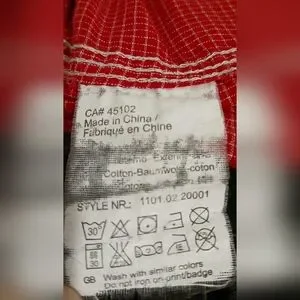 CA# 45102
Made in China /
Fabriqué en Chine
Cotton-Baumwolle-coton
STYLE NR.: 1101.02.20001
30
GB Wash with similar colors
Do not iron on print/badge